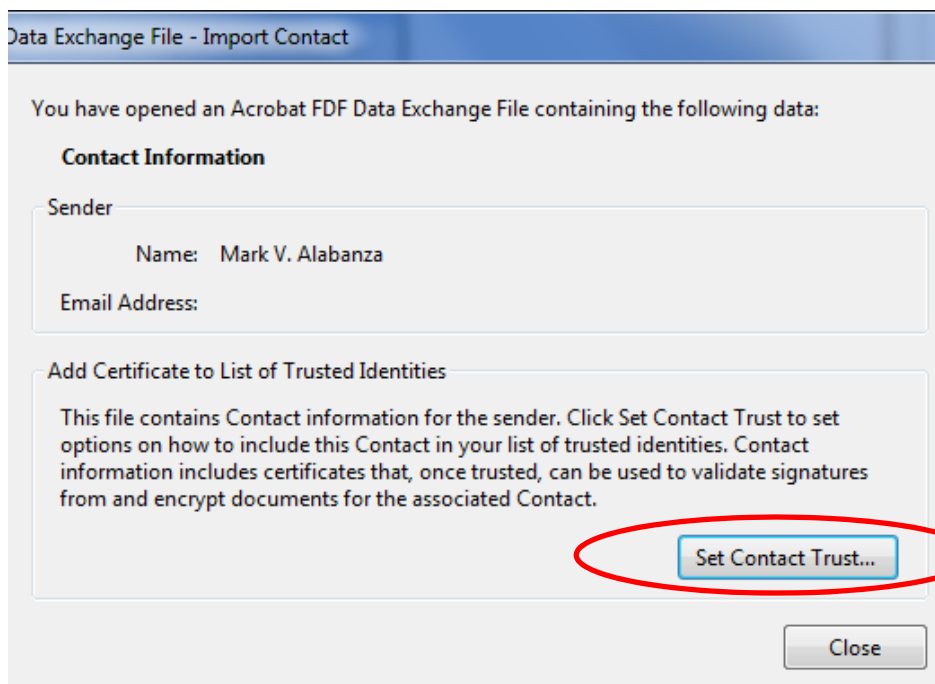 Data Exchange File - Import Contact
You have opened an Acrobat FDF Data Exchange File containing the following data:
Contact Information
Sender
Name: Mark V. Alabanza
Email Address:
Add Certificate to List of Trusted Identities
This file contains Contact information for the sender. Click Set Contact Trust to set
options on how to include this Contact in your list of trusted identities. Contact
information includes certificates that, once trusted, can be used to validate signatures
from and encrypt documents for the associated Contact.
Set Contact Trust...
Close